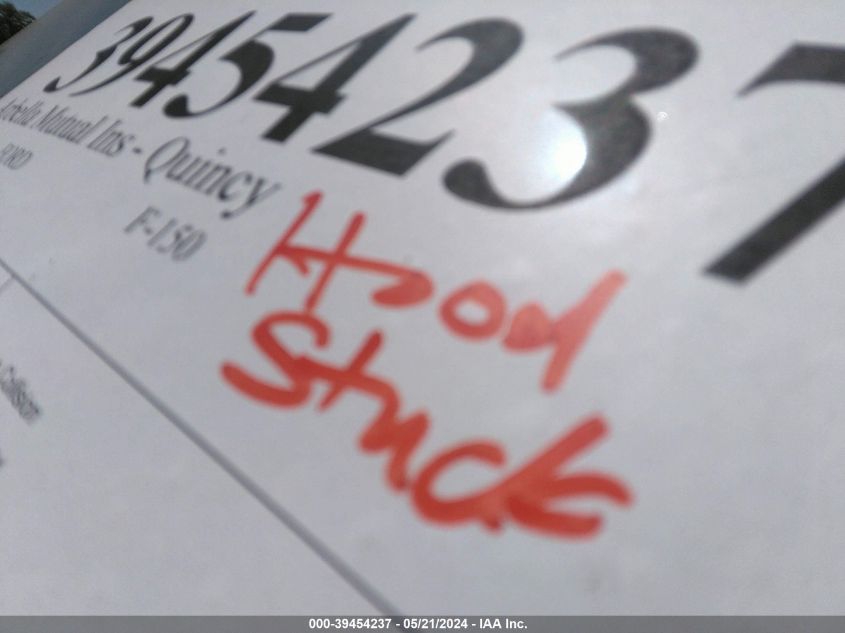 39454237
Arbella Mutual Ins - Quincy
FORD
F-150
Hood
Stuck
Collision
000-39454237 - 05/21/2024 - IAA Inc.